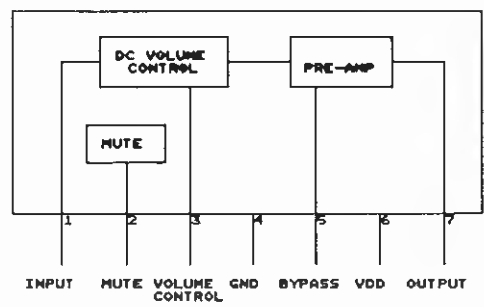 DC VOLUME
CONTROL
PRE-AMP
MUTE
1 2 3 4 5 6 7
INPUT MUTE VOLUME CONTROL GND BYPASS VDD OUTPUT